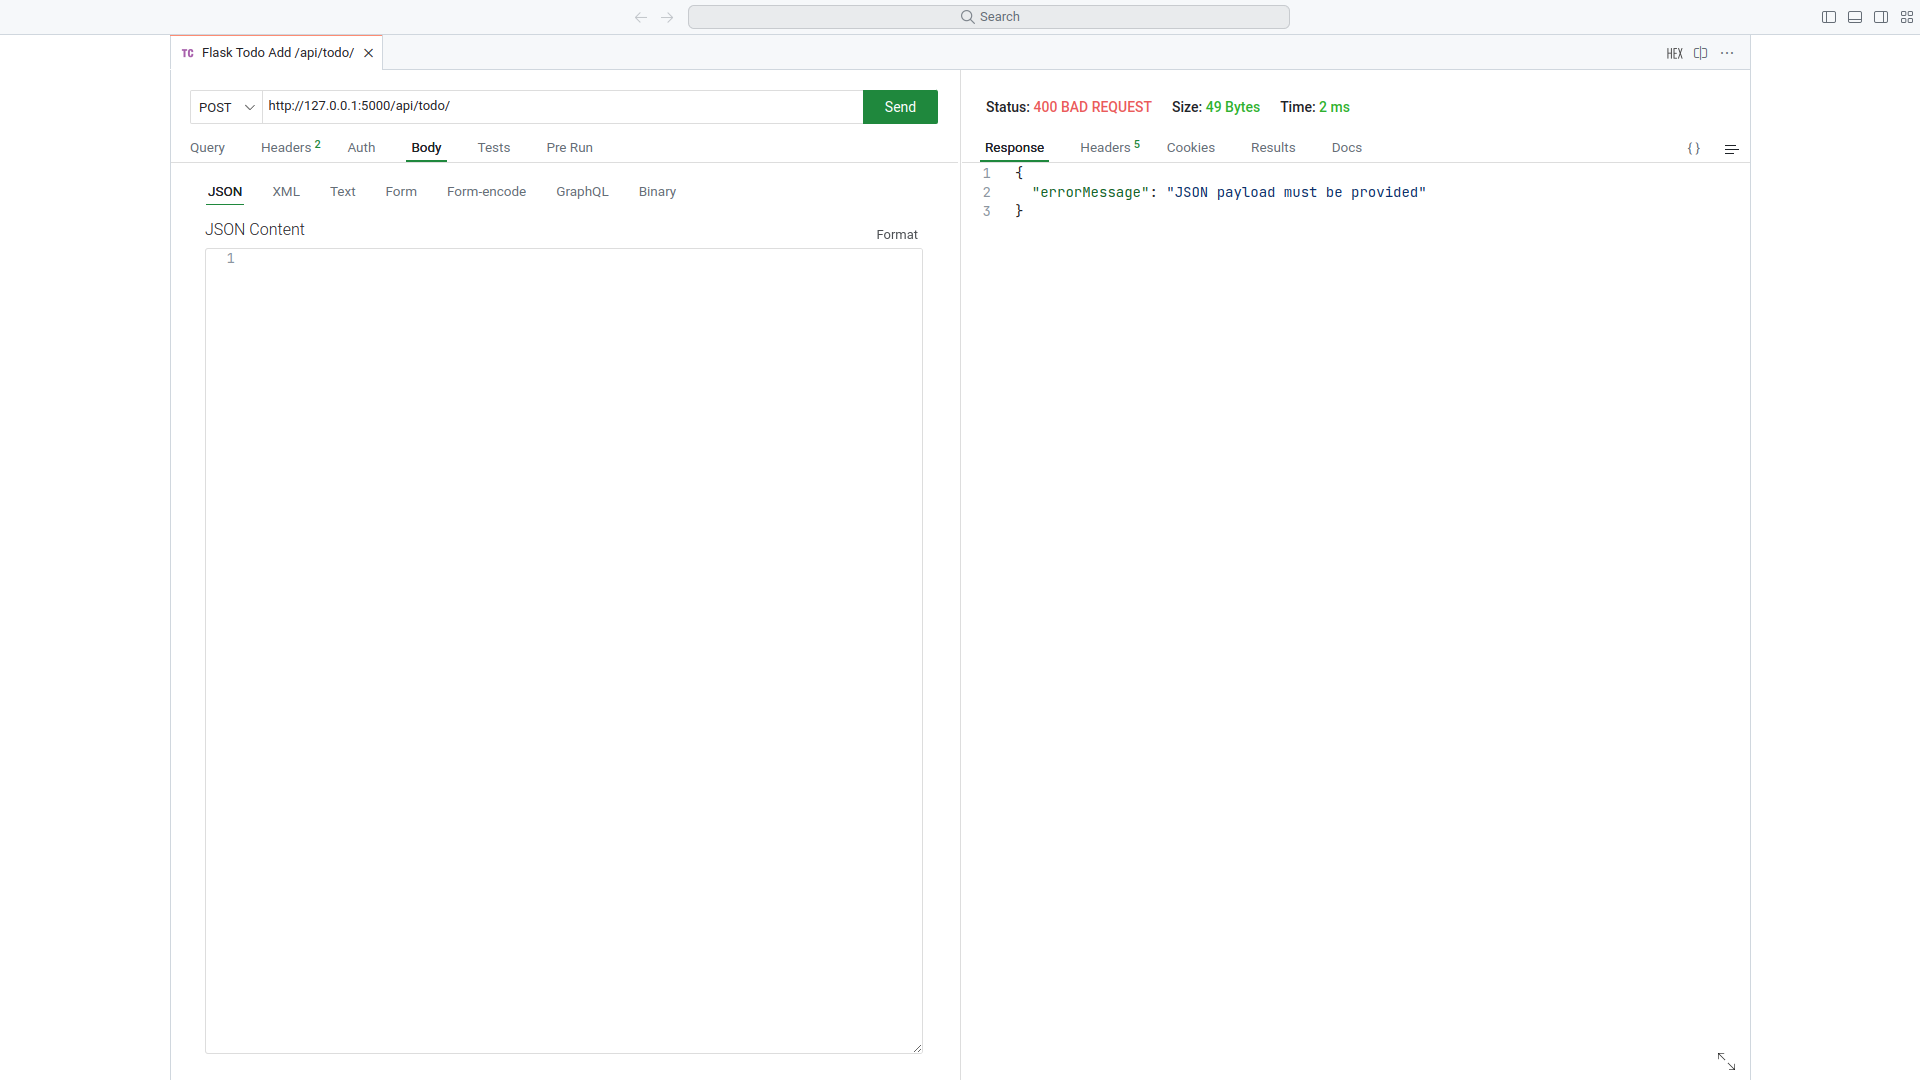 Search
TC Flask Todo Add /api/todo/
HEX
POST http://127.0.0.1:5000/api/todo/ Send
Query Headers 2 Auth Body Tests Pre Run
JSON XML Text Form Form-encode GraphQL Binary
JSON Content
Format
1
Status: 400 BAD REQUEST Size: 49 Bytes Time: 2 ms
Response Headers 5 Cookies Results Docs {}
1 {
2 "errorMessage": "JSON payload must be provided"
3 }